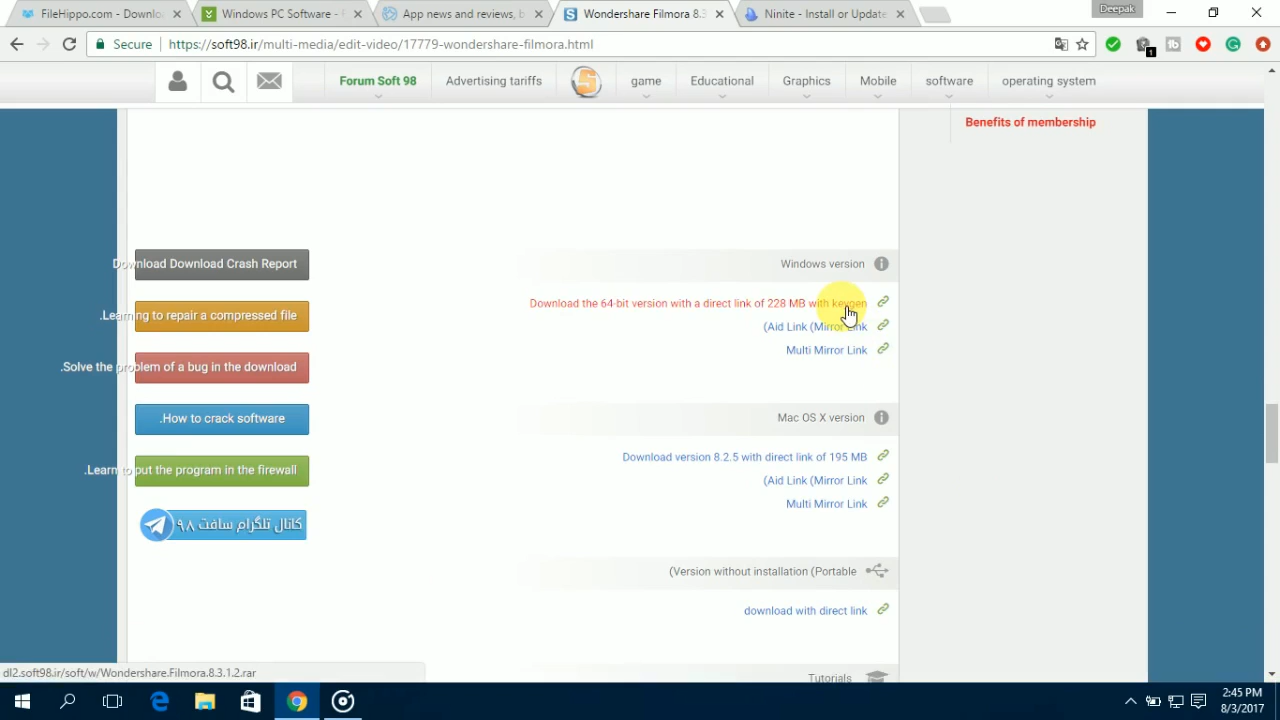 FileHippo.com - Downlo
Windows PC Software -
App news and reviews, b
Wondershare Filmora 8.3
Ninite - Install or Update
Deepak
Secure
https://soft98.ir/multi-media/edit-video/17779-wondershare-filmora.html
Forum Soft 98
Advertising tariffs
game
Educational
Graphics
Mobile
software
operating system
Benefits of membership
Download Download Crash Report
.Learning to repair a compressed file
.Solve the problem of a bug in the download
.How to crack software
.Learn to put the program in the firewall
کانال تلگرام سافت ۹۸
Windows version
Download the 64-bit version with a direct link of 228 MB with keygen
(Aid Link (Mirror Link
Multi Mirror Link
Mac OS X version
Download version 8.2.5 with direct link of 195 MB
(Aid Link (Mirror Link
Multi Mirror Link
(Version without installation (Portable
download with direct link
Tutorials
dl2.soft98.ir/soft/w/Wondershare.Filmora.8.3.1.2.rar
2:45 PM
8/3/2017